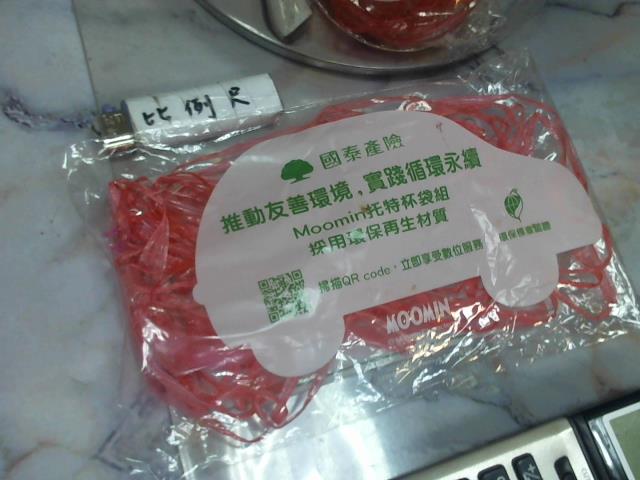 比例尺
國泰產險
推動友善環境,實踐循環永續
Moomin托特杯袋組
採用環保再生材質
掃描QR code,立即享受數位服務
MOOMIN